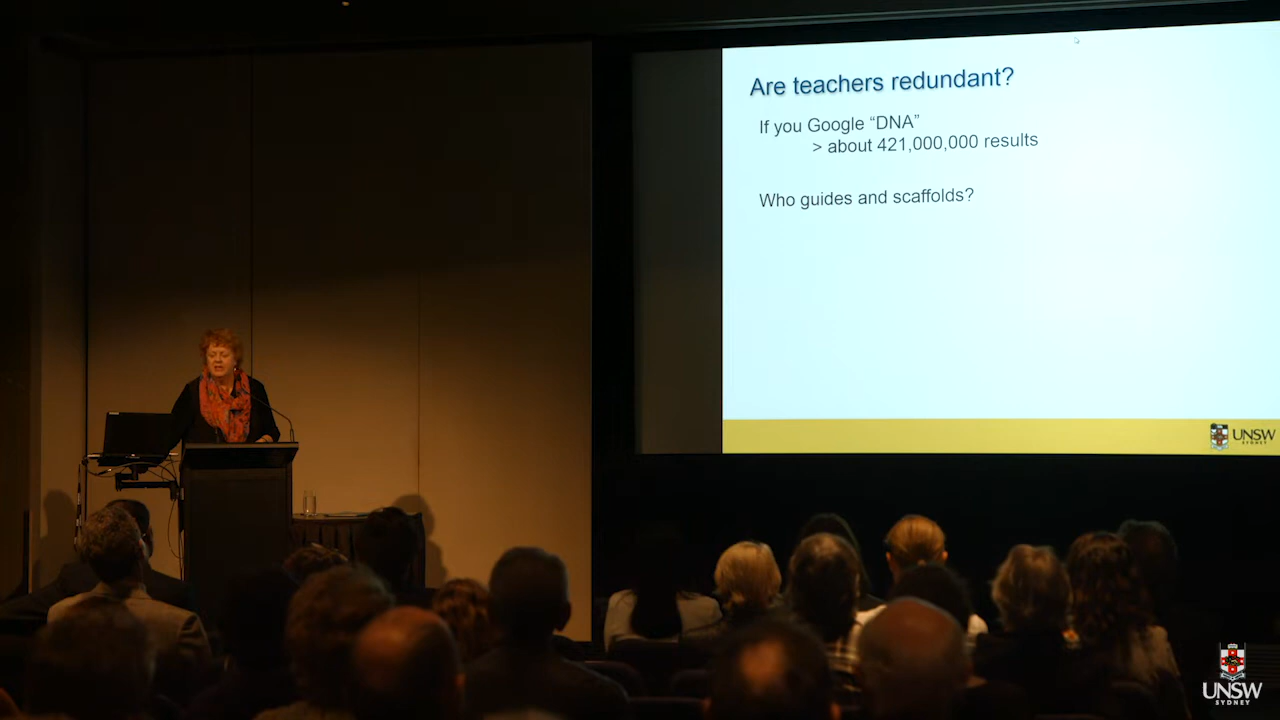 Are teachers redundant?
If you Google “DNA”
> about 421,000,000 results
Who guides and scaffolds?
UNSW
SYDNEY
UNSW
SYDNEY